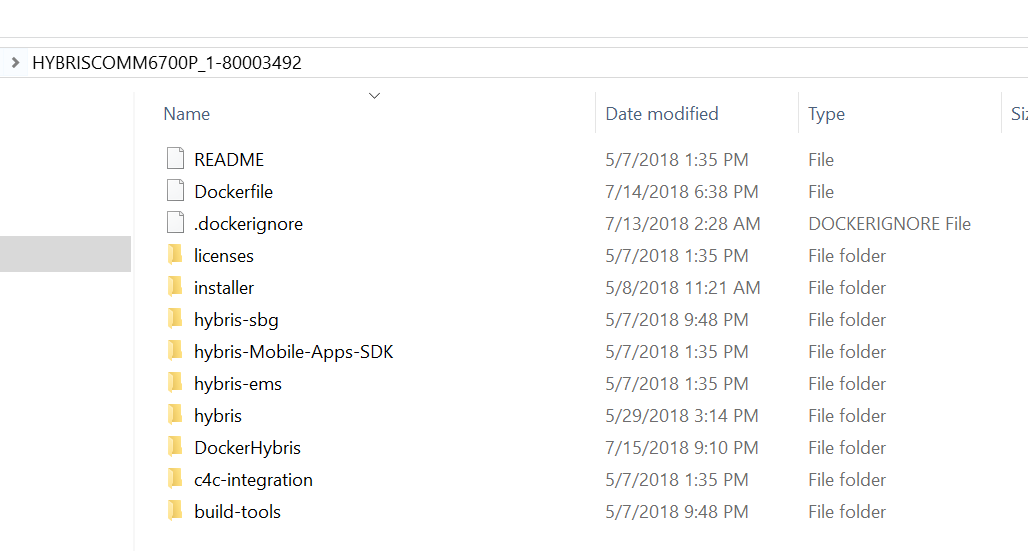 HYBRISCOMM6700P_1-80003492
Name Date modified Type
README 5/7/2018 1:35 PM File
Dockerfile 7/14/2018 6:38 PM File
.dockerignore 7/13/2018 2:28 AM DOCKERIGNORE File
licenses 5/7/2018 1:35 PM File folder
installer 5/8/2018 11:21 AM File folder
hybris-sbg 5/7/2018 9:48 PM File folder
hybris-Mobile-Apps-SDK 5/7/2018 1:35 PM File folder
hybris-ems 5/7/2018 1:35 PM File folder
hybris 5/29/2018 3:14 PM File folder
DockerHybris 7/15/2018 9:10 PM File folder
c4c-integration 5/7/2018 1:35 PM File folder
build-tools 5/7/2018 9:48 PM File folder